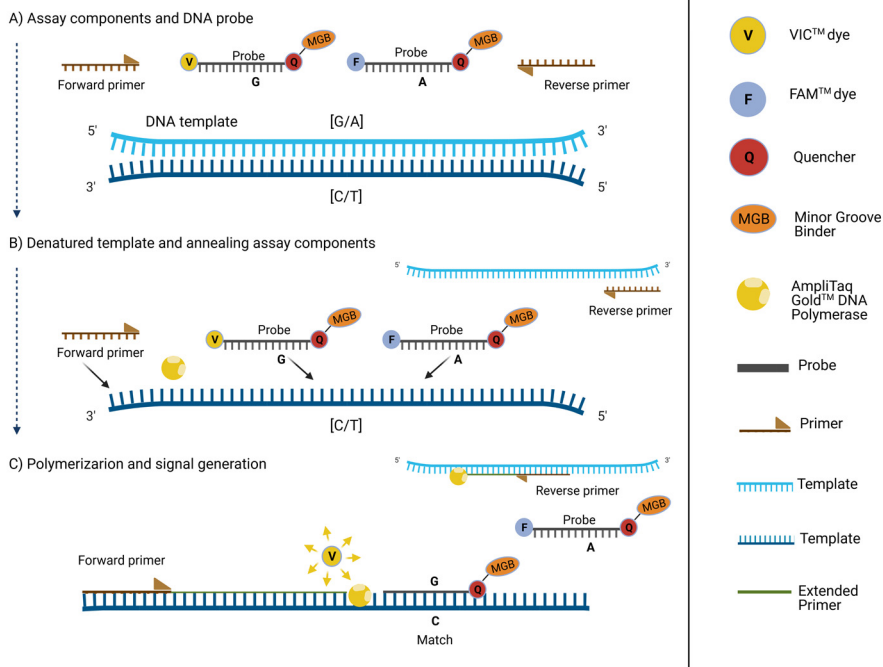 A) Assay components and DNA probe
Forward primer
V
Probe
Q
MGB
G
F
Probe
Q
MGB
A
Reverse primer
5'
DNA template
[G/A]
3'
3'
[C/T]
5'
B) Denatured template and annealing assay components
5'
3'
Reverse primer
Forward primer
V
Probe
Q
MGB
G
F
Probe
Q
MGB
A
3'
[C/T]
5'
C) Polymerizarion and signal generation
5'
3'
Reverse primer
F
Probe
Q
MGB
A
Forward primer
V
G
Q
MGB
C
Match
V
VIC™ dye
F
FAM™ dye
Q
Quencher
MGB
Minor Groove
Binder
AmpliTaq
Gold™ DNA
Polymerase
Probe
Primer
Template
Template
Extended
Primer